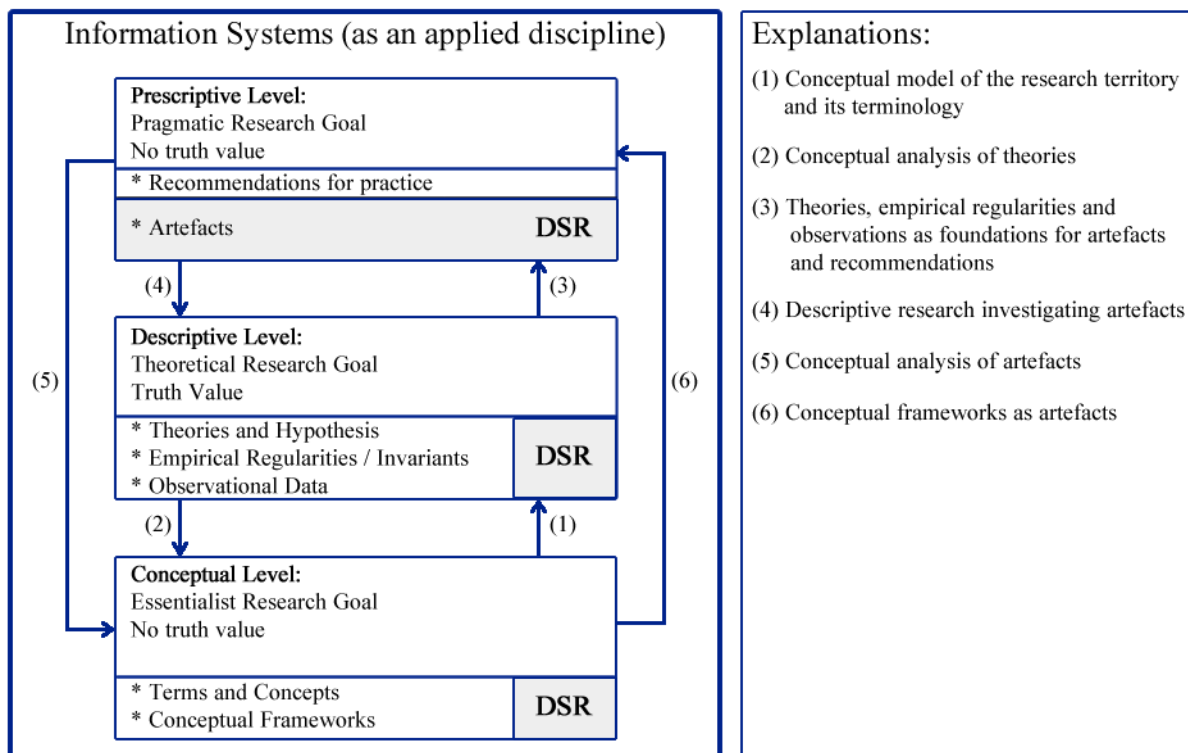 Information Systems (as an applied discipline)
Prescriptive Level:
Pragmatic Research Goal
No truth value
* Recommendations for practice
* Artefacts DSR
(4) (3)
Descriptive Level:
Theoretical Research Goal
Truth Value
(5) (6)
* Theories and Hypothesis
* Empirical Regularities / Invariants DSR
* Observational Data
(2) (1)
Conceptual Level:
Essentialist Research Goal
No truth value
* Terms and Concepts
* Conceptual Frameworks DSR
Explanations:
(1) Conceptual model of the research territory
and its terminology
(2) Conceptual analysis of theories
(3) Theories, empirical regularities and
observations as foundations for artefacts
and recommendations
(4) Descriptive research investigating artefacts
(5) Conceptual analysis of artefacts
(6) Conceptual frameworks as artefacts